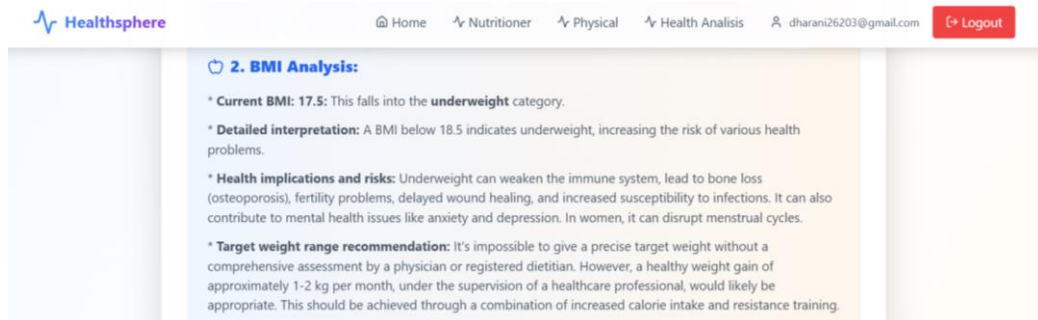 Healthsphere Home Nutritioner Physical Health Analisis dharani26203@gmail.com Logout
2. BMI Analysis:
* Current BMI: 17.5: This falls into the underweight category.
* Detailed interpretation: A BMI below 18.5 indicates underweight, increasing the risk of various health
problems.
* Health implications and risks: Underweight can weaken the immune system, lead to bone loss
(osteoporosis), fertility problems, delayed wound healing, and increased susceptibility to infections. It can also
contribute to mental health issues like anxiety and depression. In women, it can disrupt menstrual cycles.
* Target weight range recommendation: It's impossible to give a precise target weight without a
comprehensive assessment by a physician or registered dietitian. However, a healthy weight gain of
approximately 1-2 kg per month, under the supervision of a healthcare professional, would likely be
appropriate. This should be achieved through a combination of increased calorie intake and resistance training.